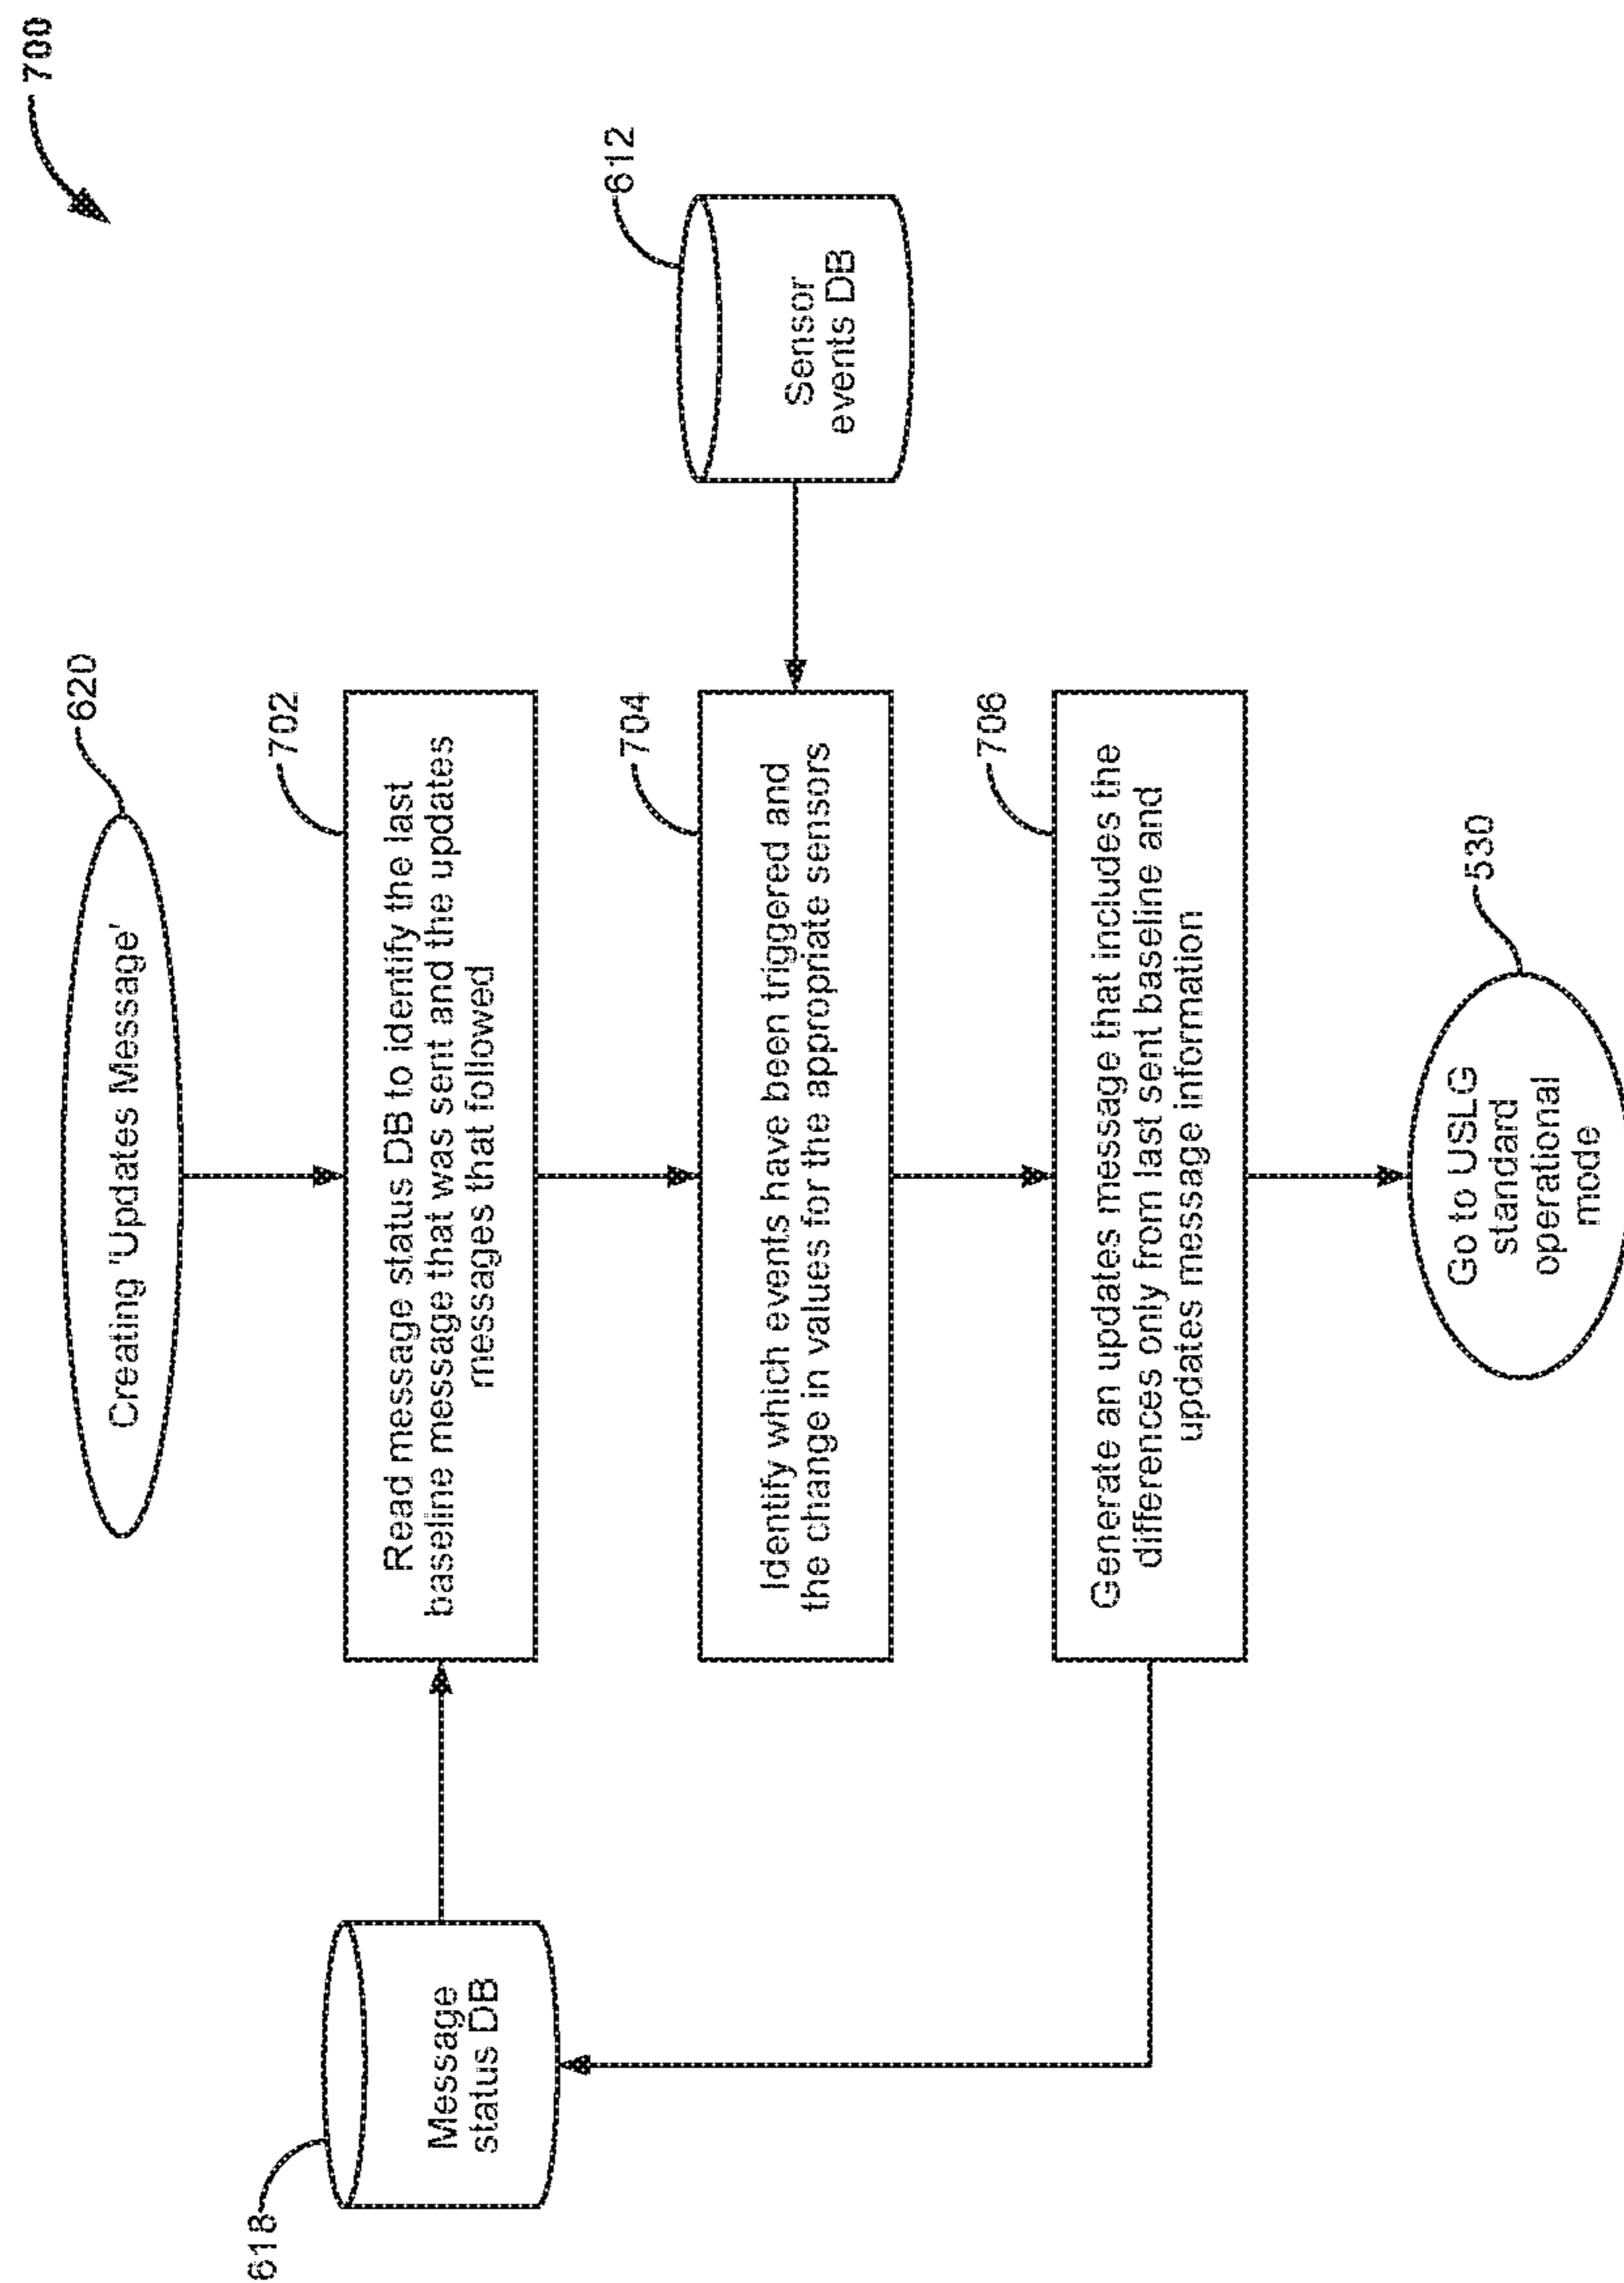 700
620
Creating 'Updates Message'
702
Read message status DB to identify the last
baseline message that was sent and the updates
messages that followed
618
Message
status DB
704
Identify which events have been triggered and
the change in values for the appropriate sensors
612
Sensor
events DB
706
Generate an updates message that includes the
differences only from last sent baseline and
updates message information
530
Go to USLG
standard
operational
mode